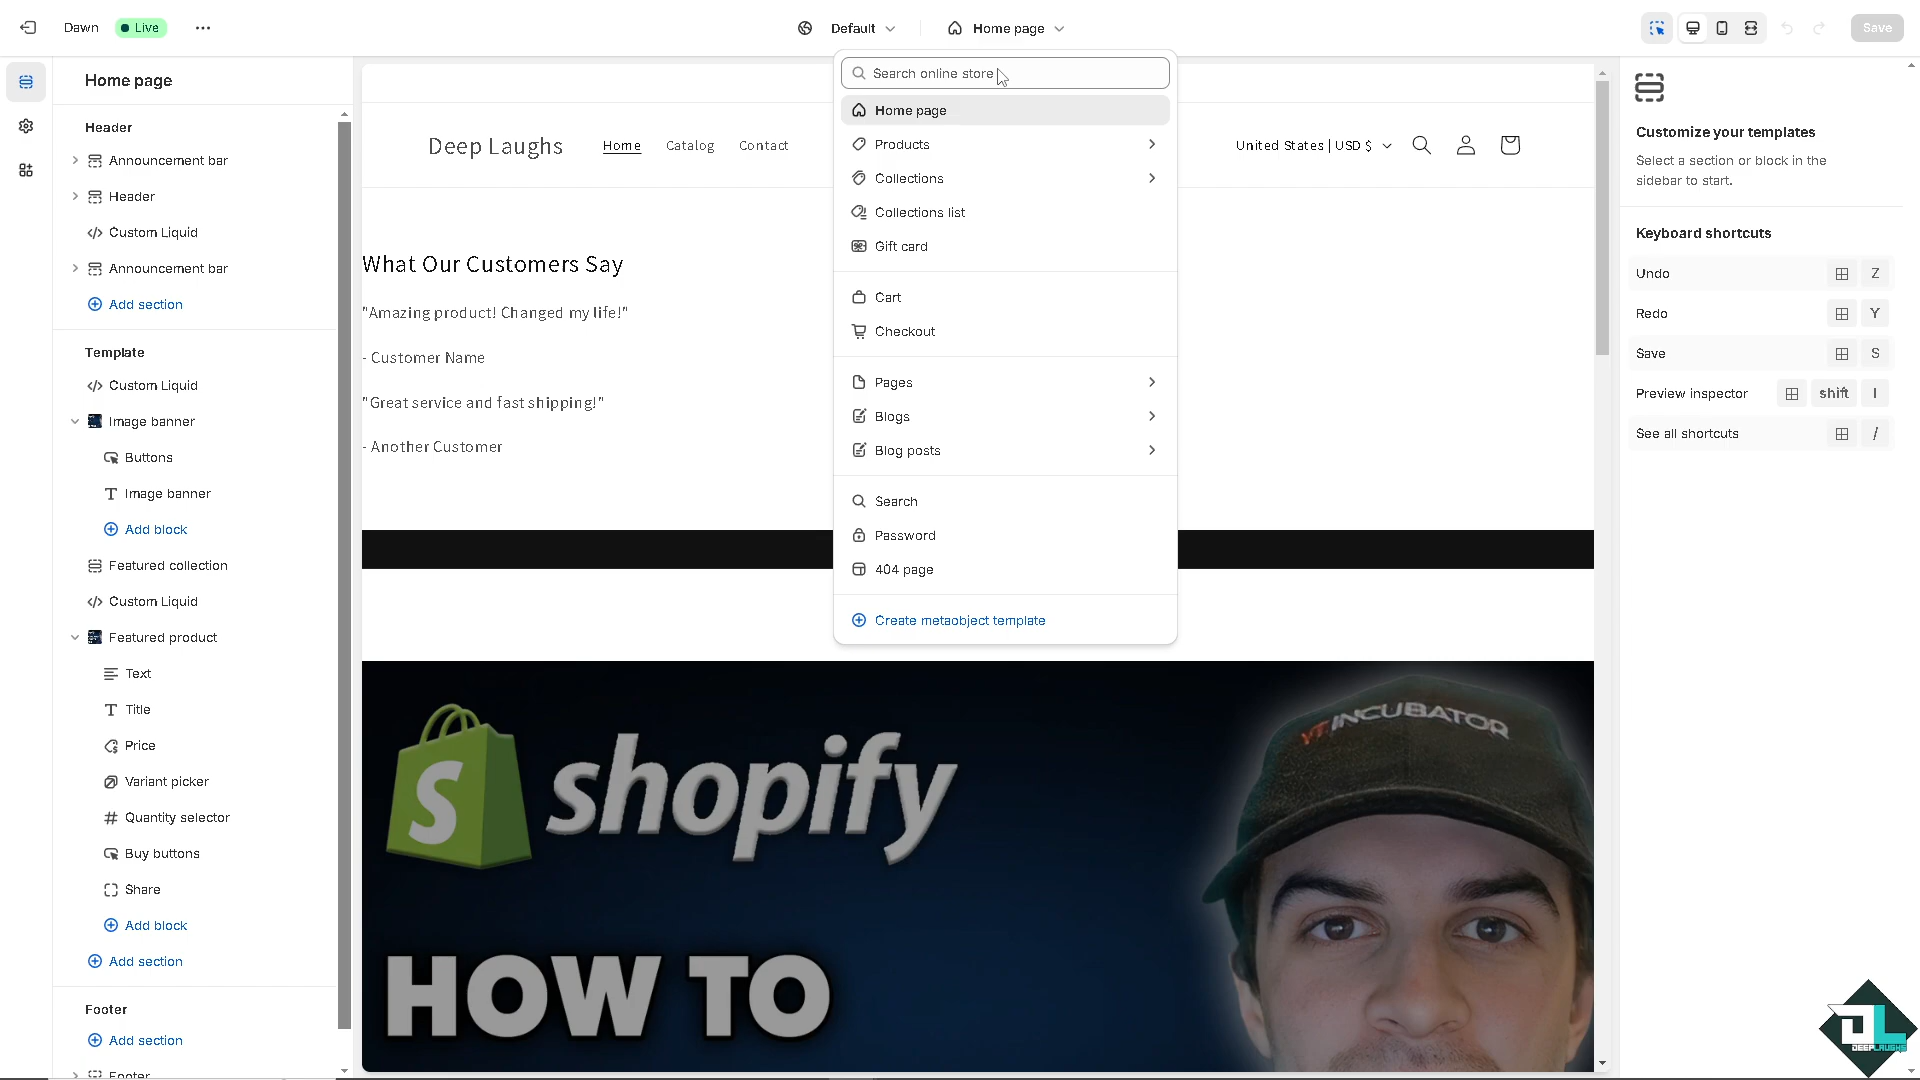 Dawn
Live
Default
Home page
Save
Home page
Header
Announcement bar
Header
Custom Liquid
Announcement bar
Add section
Template
Custom Liquid
Image banner
Buttons
Image banner
Add block
Featured collection
Custom Liquid
Featured product
Text
Title
Price
Variant picker
Quantity selector
Buy buttons
Share
Add block
Add section
Footer
Add section
Footer
Deep Laughs
Home
Catalog
Contact
United States | USD $
What Our Customers Say
"Amazing product! Changed my life!"
- Customer Name
"Great service and fast shipping!"
- Another Customer
Search online store
Home page
Products
Collections
Collections list
Gift card
Cart
Checkout
Pages
Blogs
Blog posts
Search
Password
404 page
Create metaobject template
S shopify
HOW TO
YT INCUBATOR
Customize your templates
Select a section or block in the
sidebar to start.
Keyboard shortcuts
Undo Z
Redo Y
Save S
Preview inspector shift I
See all shortcuts /
JL
DEEPLAUGHS